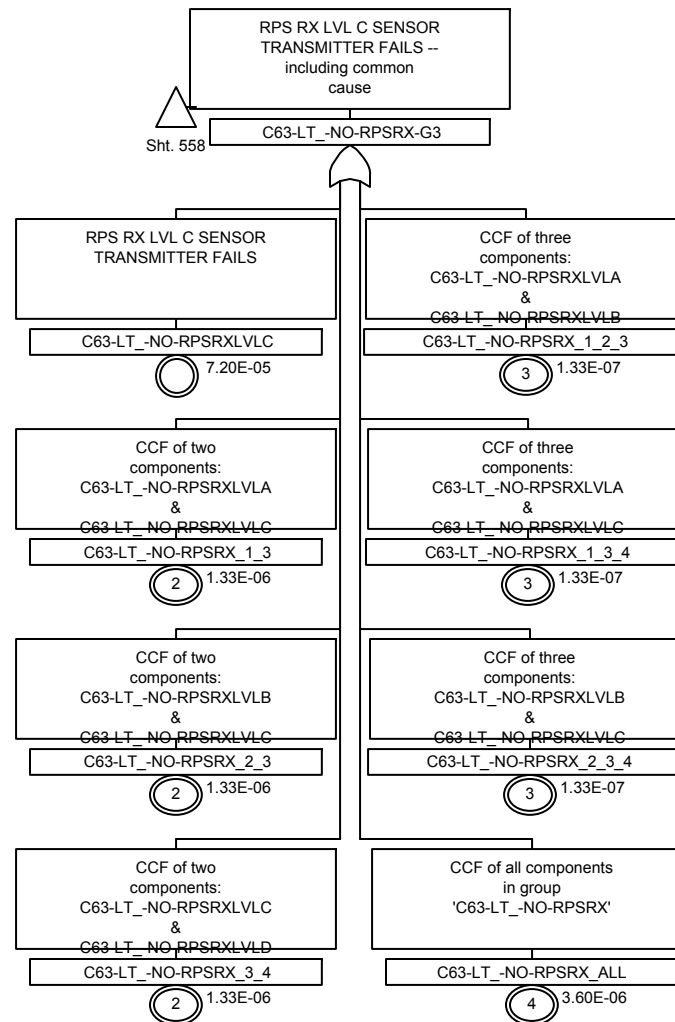 RPS RX LVL C SENSOR
TRANSMITTER FAILS --
including common
cause
Sht. 558
C63-LT_-NO-RPSRX-G3
RPS RX LVL C SENSOR
TRANSMITTER FAILS
C63-LT_-NO-RPSRXLVLC
7.20E-05
CCF of three
components:
C63-LT_-NO-RPSRXLVLA
&
C63-LT_-NO-RPSRXLVLB
C63-LT_-NO-RPSRX_1_2_3
3
1.33E-07
CCF of two
components:
C63-LT_-NO-RPSRXLVLA
&
C63-LT_-NO-RPSRXLVLC
C63-LT_-NO-RPSRX_1_3
2
1.33E-06
CCF of three
components:
C63-LT_-NO-RPSRXLVLA
&
C63-LT_-NO-RPSRXLVLC
C63-LT_-NO-RPSRX_1_3_4
3
1.33E-07
CCF of two
components:
C63-LT_-NO-RPSRXLVLB
&
C63-LT_-NO-RPSRXLVLC
C63-LT_-NO-RPSRX_2_3
2
1.33E-06
CCF of three
components:
C63-LT_-NO-RPSRXLVLB
&
C63-LT_-NO-RPSRXLVLC
C63-LT_-NO-RPSRX_2_3_4
3
1.33E-07
CCF of two
components:
C63-LT_-NO-RPSRXLVLC
&
C63-LT_-NO-RPSRXLVLD
C63-LT_-NO-RPSRX_3_4
2
1.33E-06
CCF of all components
in group
'C63-LT_-NO-RPSRX'
C63-LT_-NO-RPSRX_ALL
4
3.60E-06